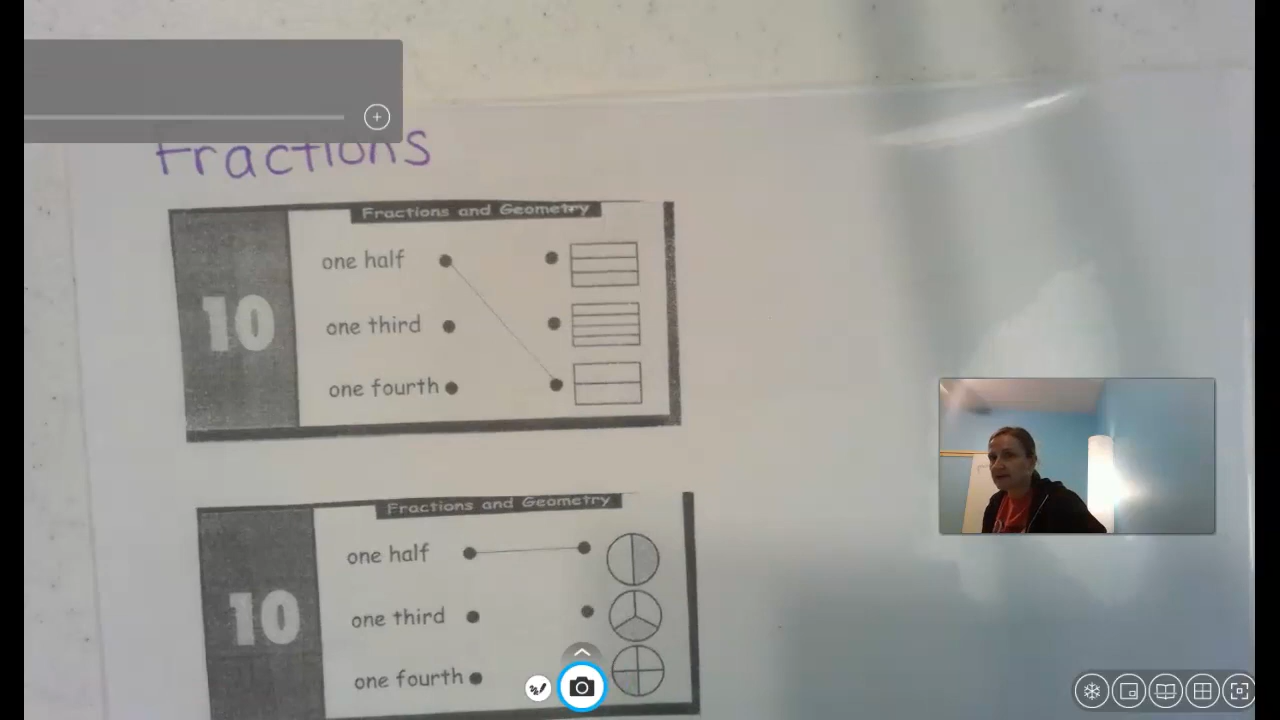 Fractions
Fractions and Geometry
10
one half
one third
one fourth
Fractions and Geometry
10
one half
one third
one fourth